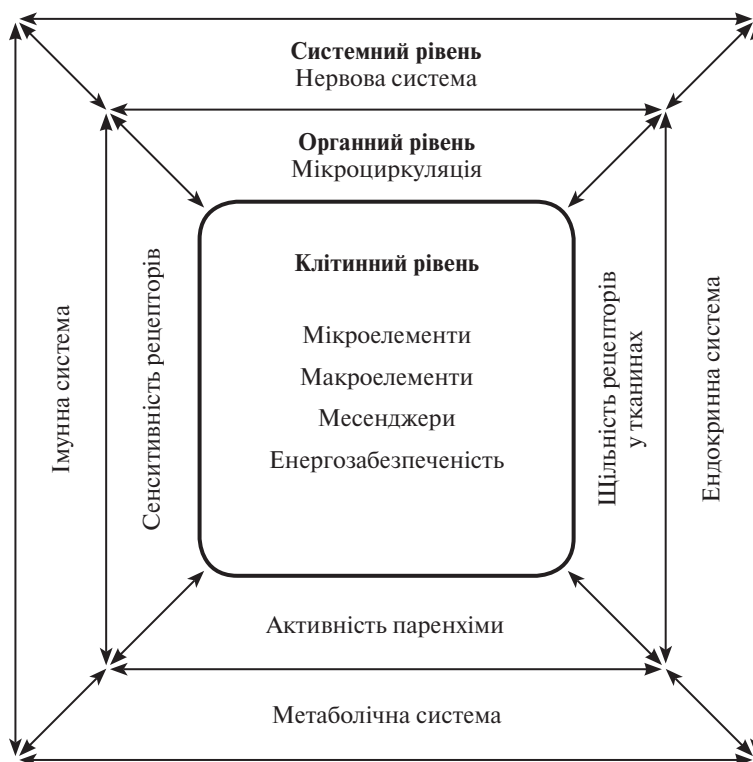 Системний рівень
Нервова система
Органний рівень
Мікроциркуляція
Імунна система
Сенситивність рецепторів
Клітинний рівень
Мікроелементи
Макроелементи
Месенджери
Енергозабезпеченість
Щільність рецепторів
у тканинах
Ендокринна система
Активність паренхіми
Метаболічна система